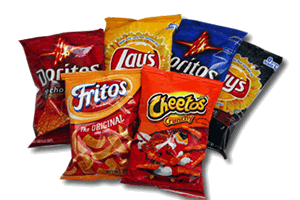 Doritos
Lay's
Doritos
Lay's
Fritos
The ORIGINAL
Cheetos
Crunchy